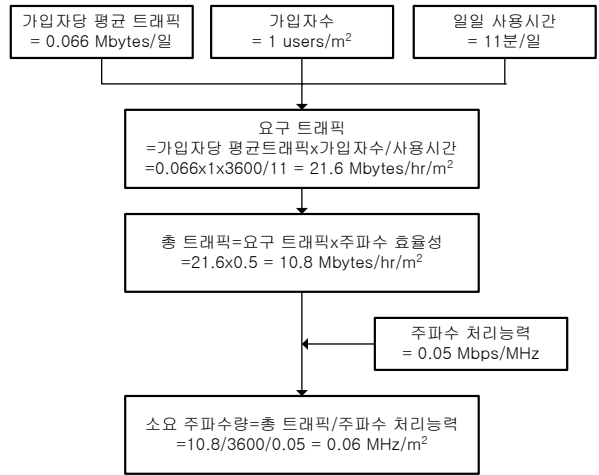 가입자당 평균 트래픽
= 0.066 Mbytes/일
가입자수
= 1 users/m²
일일 사용시간
= 11분/일
요구 트래픽
=가입자당 평균트래픽x가입자수/사용시간
=0.066x1x3600/11 = 21.6 Mbytes/hr/m²
총 트래픽=요구 트래픽x주파수 효율성
=21.6x0.5 = 10.8 Mbytes/hr/m²
주파수 처리능력
= 0.05 Mbps/MHz
소요 주파수량=총 트래픽/주파수 처리능력
=10.8/3600/0.05 = 0.06 MHz/m²